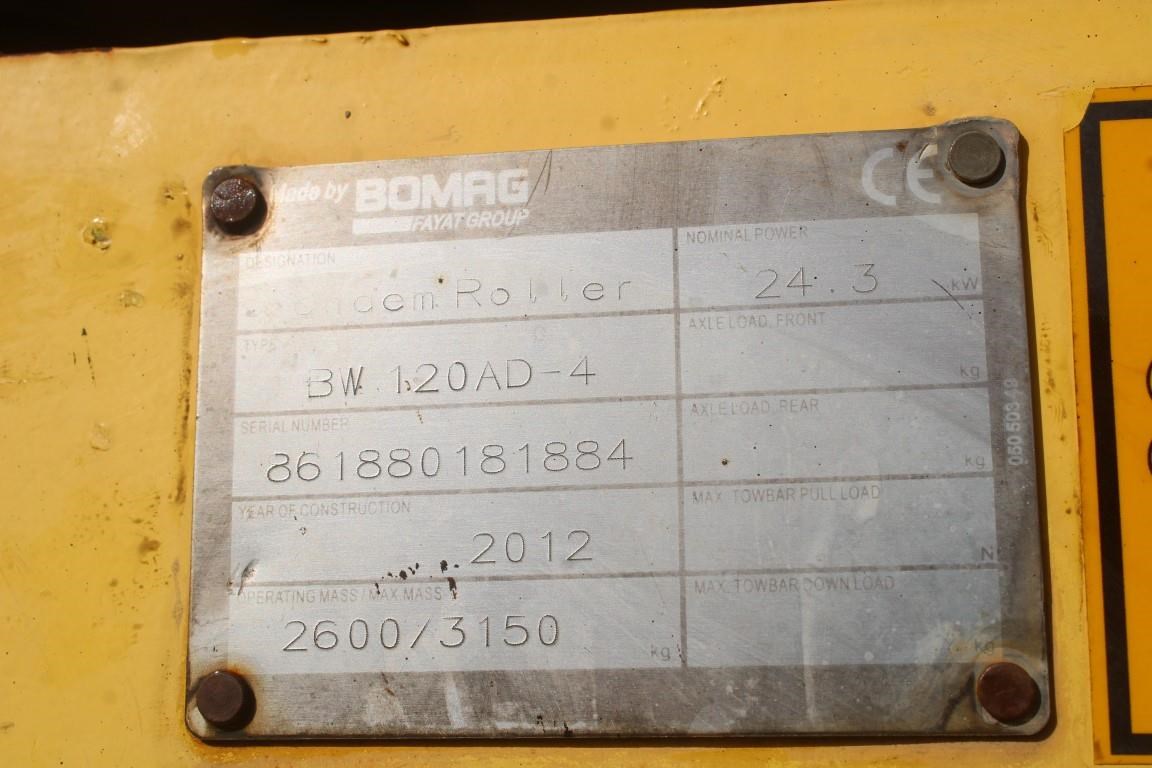 Made by BOMAG
FAYAT GROUP
CE
DESIGNATION
Tandem Roller
NOMINAL POWER
24.3 kW
TYPE
BW 120AD-4
AXLE LOAD, FRONT
kg
SERIAL NUMBER
861880181884
AXLE LOAD, REAR
kg
YEAR OF CONSTRUCTION
2012
MAX. TOWBAR PULL LOAD
N
OPERATING MASS / MAX. MASS
2600/3150 kg
MAX. TOWBAR DOWN LOAD
kg